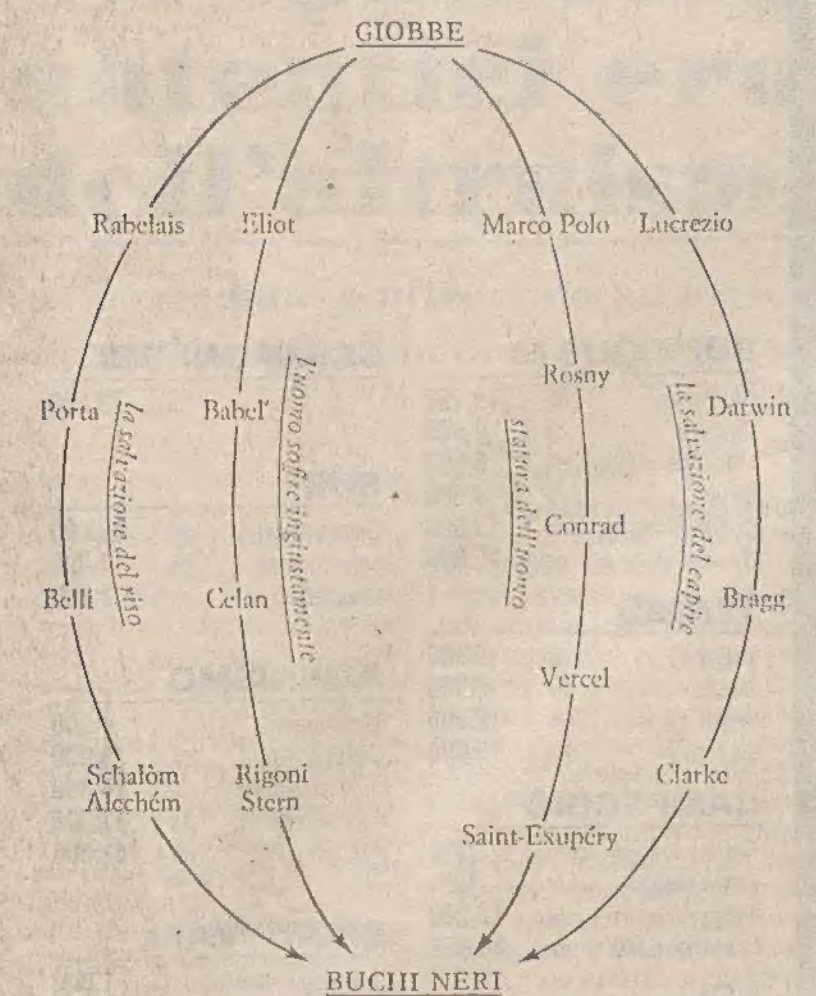 GIOBBE
Rabelais
Eliot
Marco Polo
Lucrezio
Rosny
Porta
Babel'
Darwin
la salvazione del riso
l'uomo soffre ingiustamente
statura dell'uomo
la salvazione del capire
Conrad
Belli
Celan
Bragg
Vercel
Schalòm
Alechém
Rigoni
Stern
Clarke
Saint-Exupéry
BUCHI NERI